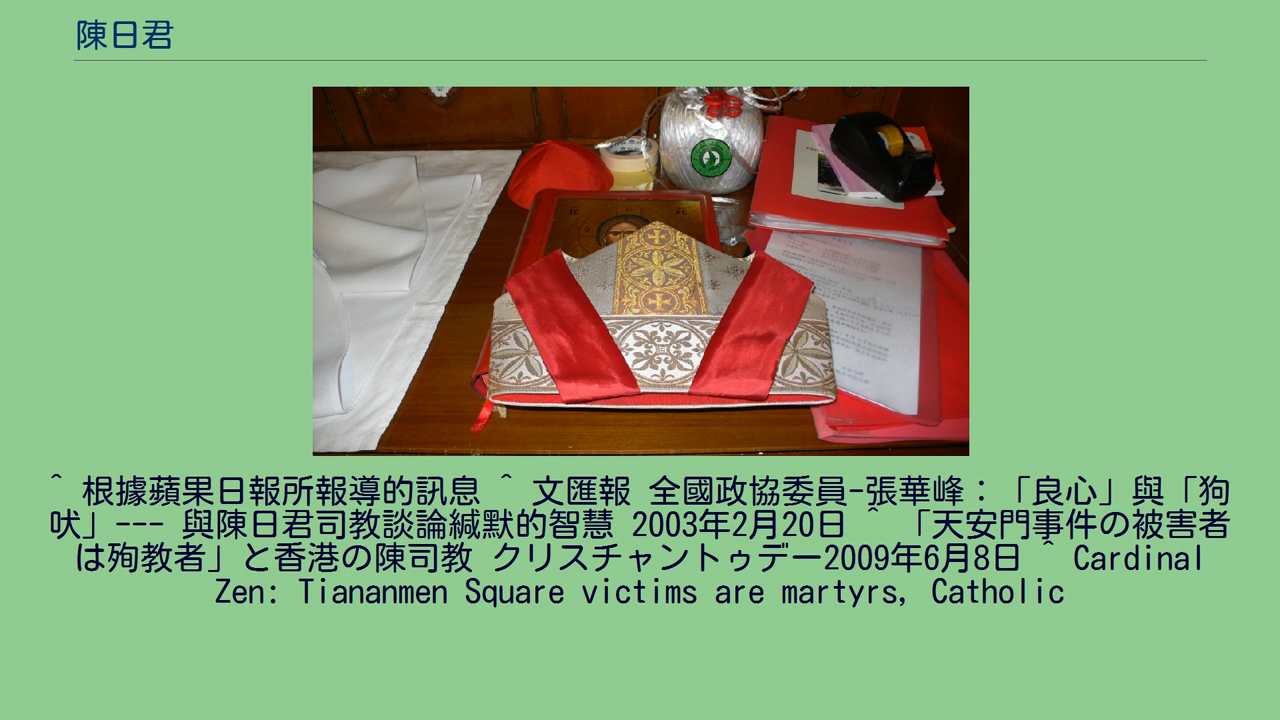 陳日君
^ 根據蘋果日報所報導的訊息 ^ 文匯報 全國政協委員-張華峰：「良心」與「狗
吠」--- 與陳日君司教談論緘默的智慧 2003年2月20日 ^ 「天安門事件の被害者
は殉教者」と香港の陳司教 クリスチャントゥデー2009年6月8日 ^ Cardinal
Zen: Tiananmen Square victims are martyrs, Catholic